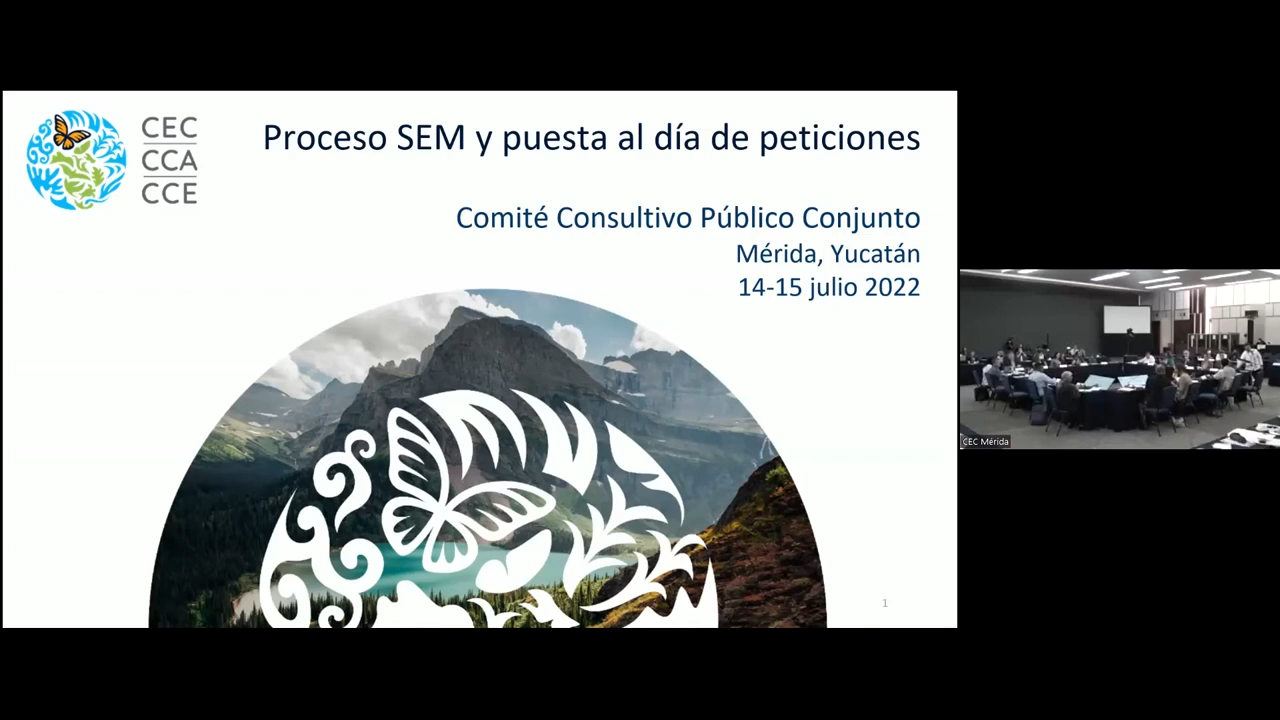 CEC
CCA
CCE
Proceso SEM y puesta al día de peticiones
Comité Consultivo Público Conjunto
Mérida, Yucatán
14-15 julio 2022
1
CEC Mérida